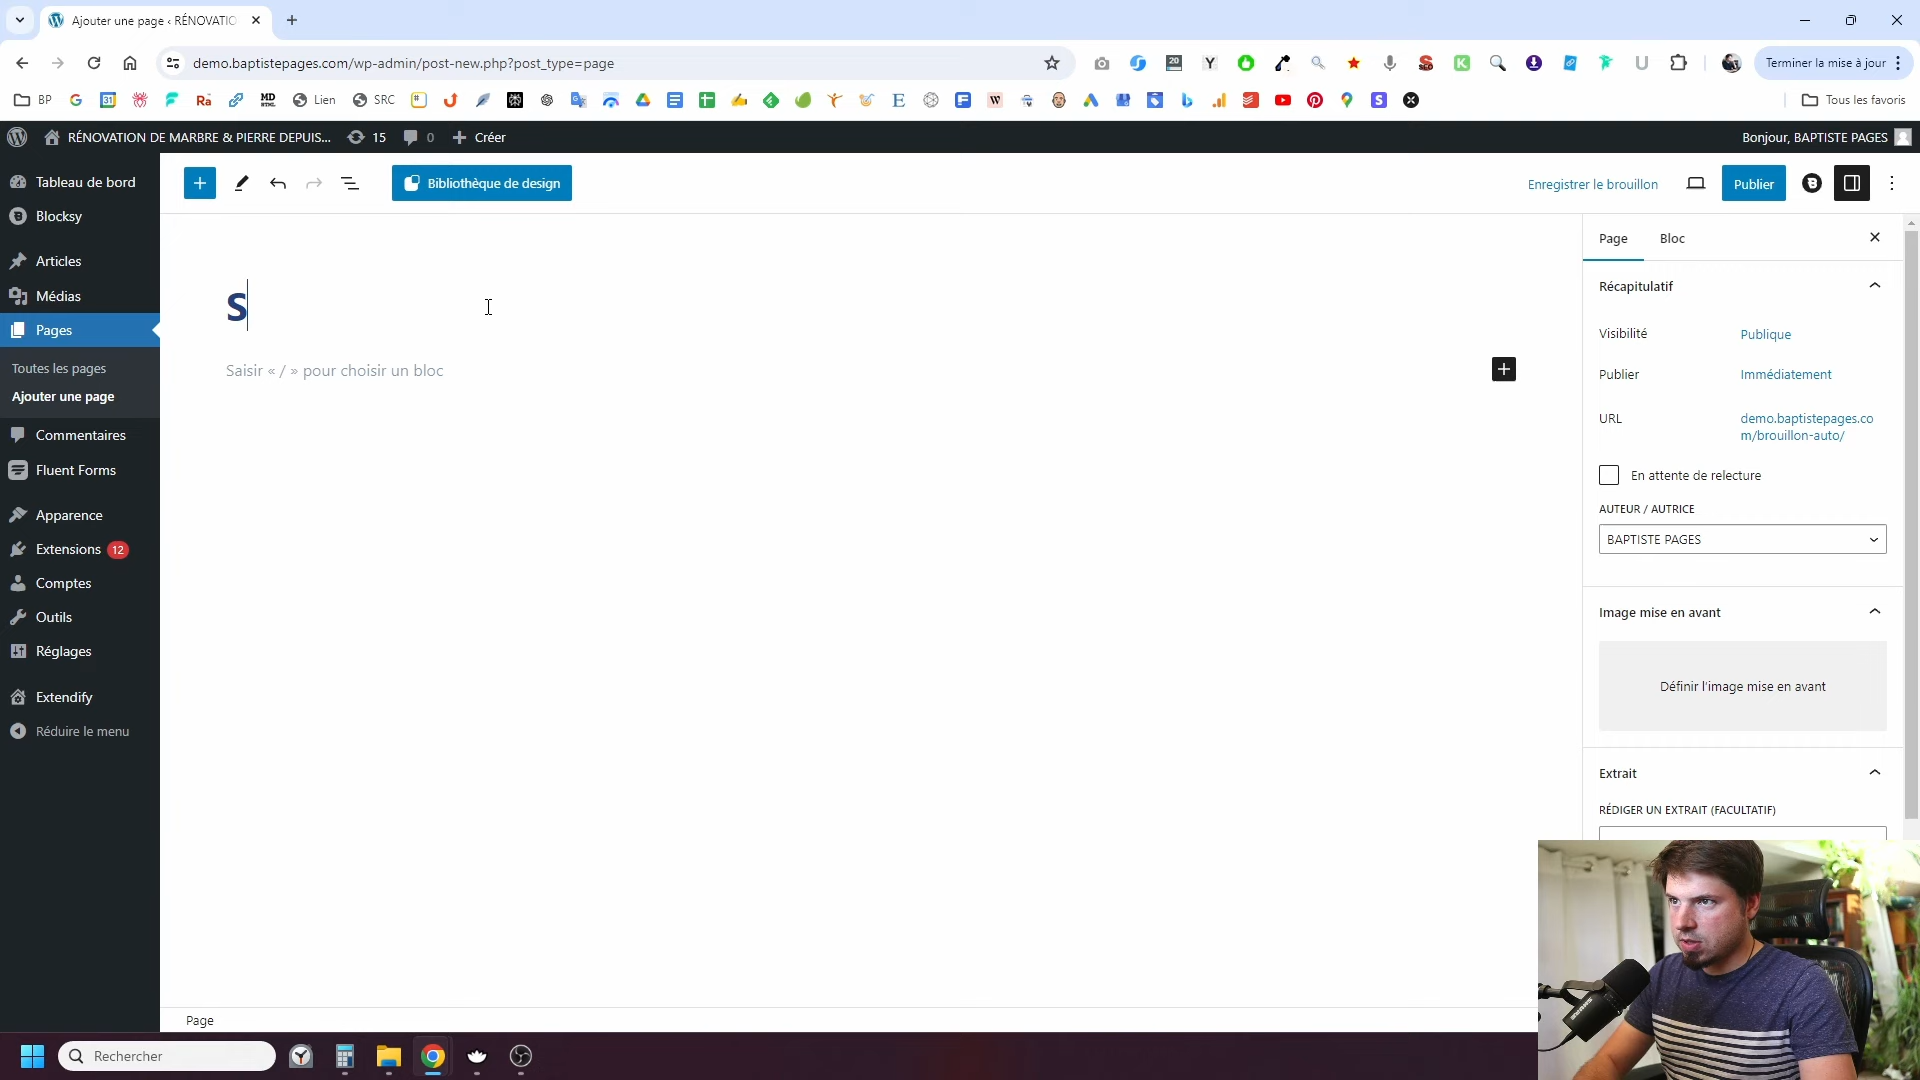 Ajouter une page ‹ RÉNOVATIO
demo.baptistepages.com/wp-admin/post-new.php?post_type=page
20
Terminer la mise à jour
BP
31
Ra
MD
Lien
SRC
Tous les favoris
RÉNOVATION DE MARBRE & PIERRE DEPUIS...
15
0
Créer
Bonjour, BAPTISTE PAGES
Tableau de bord
Blocksy
Articles
Médias
Pages
Toutes les pages
Ajouter une page
Commentaires
Fluent Forms
Apparence
Extensions 12
Comptes
Outils
Réglages
Extendify
Réduire le menu
Bibliothèque de design
Enregistrer le brouillon
Publier
S
Saisir « / » pour choisir un bloc
Page
Bloc
Récapitulatif
Visibilité
Publique
Publier
Immédiatement
URL
demo.baptistepages.co
m/brouillon-auto/
En attente de relecture
AUTEUR / AUTRICE
BAPTISTE PAGES
Image mise en avant
Définir l'image mise en avant
Extrait
RÉDIGER UN EXTRAIT (FACULTATIF)
Page
Rechercher